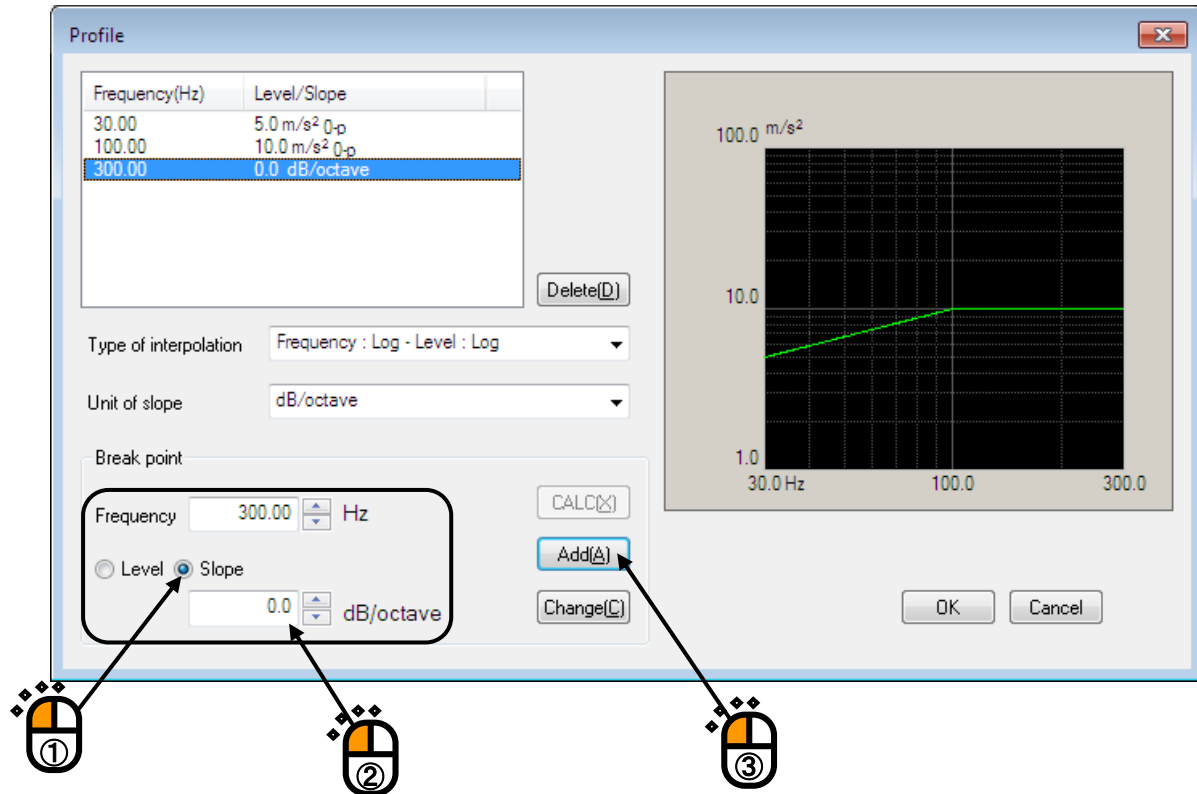 Profile
Frequency(Hz) Level/Slope
30.00 5.0 m/s² 0-p
100.00 10.0 m/s² 0-p
300.00 0.0 dB/octave
Delete(D)
Type of interpolation Frequency : Log - Level : Log
Unit of slope dB/octave
Break point
Frequency 300.00 Hz
Level Slope
0.0 dB/octave
CALC(X)
Add(A)
Change(C)
100.0 m/s²
10.0
1.0
30.0 Hz 100.0 300.0
OK Cancel
① ② ③